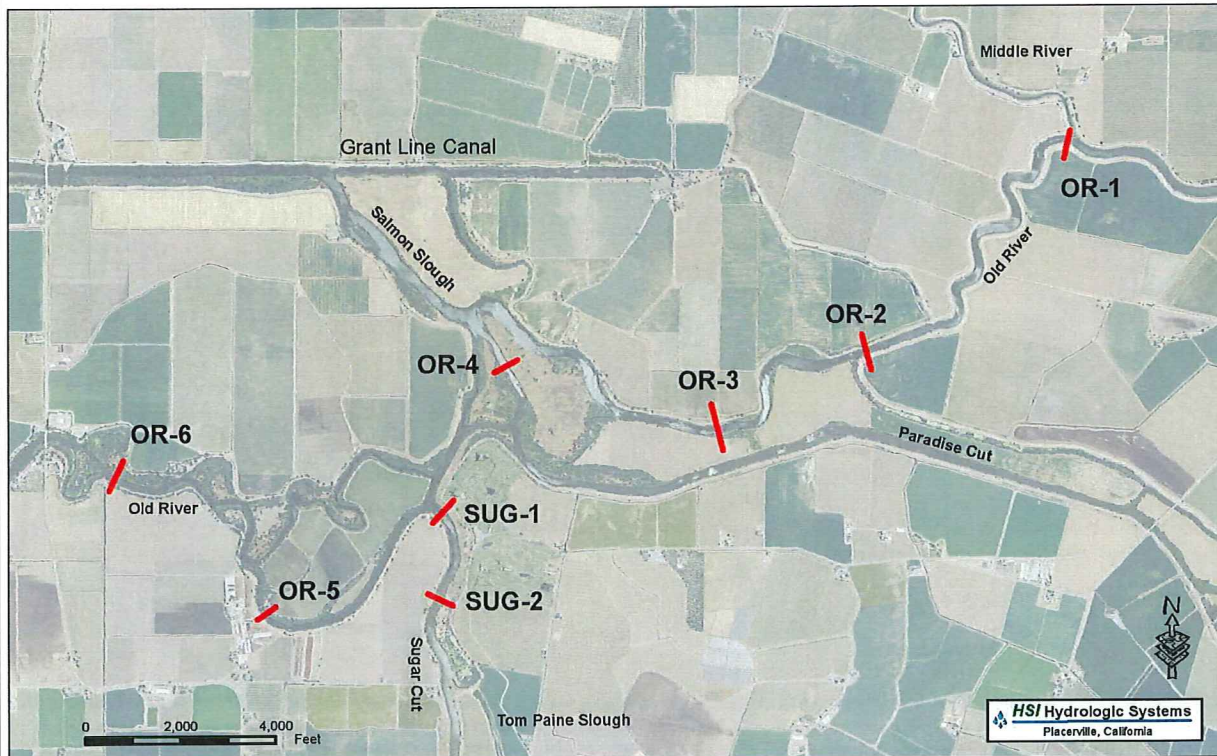 Middle River
Grant Line Canal
OR-1
Salmon Slough
Old River
OR-2
OR-4
OR-3
OR-6
Paradise Cut
Old River
SUG-1
OR-5
SUG-2
N
Sugar Cut
0 2,000 4,000
Feet
Tom Paine Slough
HSI Hydrologic Systems
Placerville, California